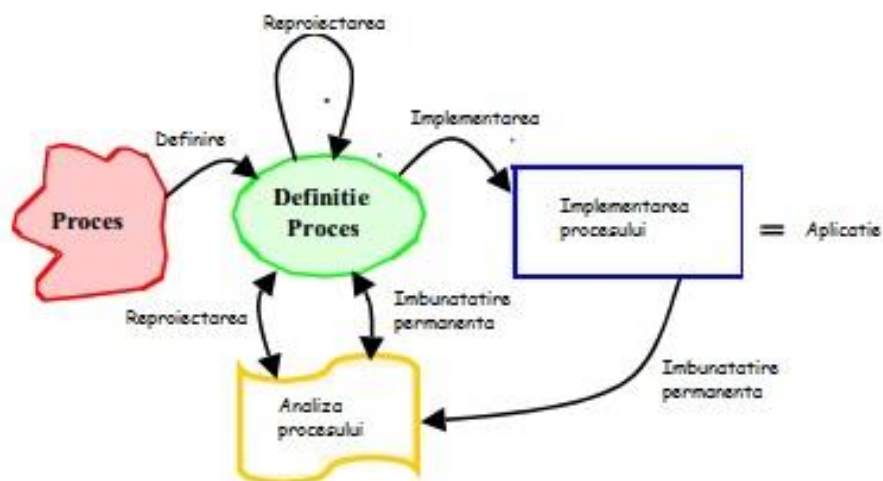 Reproiectarea
Definire
Implementarea
Proces
Definitie
Proces
Implementarea
procesului
= Aplicatie
Reproiectarea
Imbunatatire
permanenta
Imbunatatire
permanenta
Analiza
procesului